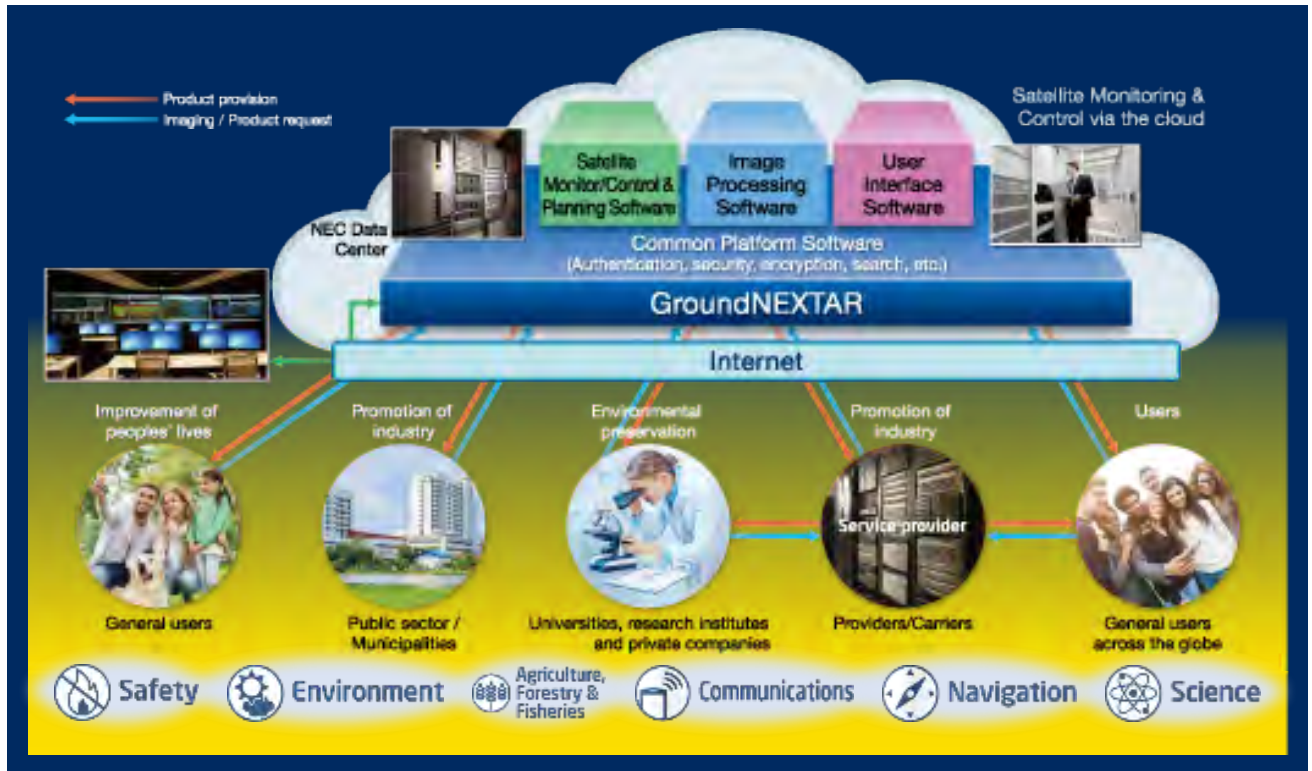 Product provision
Imaging / Product request
Satellite Monitoring &
Control via the cloud
Satellite
Monitor/Control &
Planning Software
Image
Processing
Software
User
Interface
Software
NEC Data
Center
Common Platform Software
(Authentication, security, encryption, search, etc.)
GroundNEXTAR
Internet
Improvement of
peoples' lives
Promotion of
industry
Environmental
preservation
Promotion of
industry
Users
Service provider
General users
Public sector /
Municipalities
Universities, research institutes
and private companies
Providers/Carriers
General users
across the globe
Safety
Environment
Agriculture,
Forestry &
Fisheries
Communications
Navigation
Science